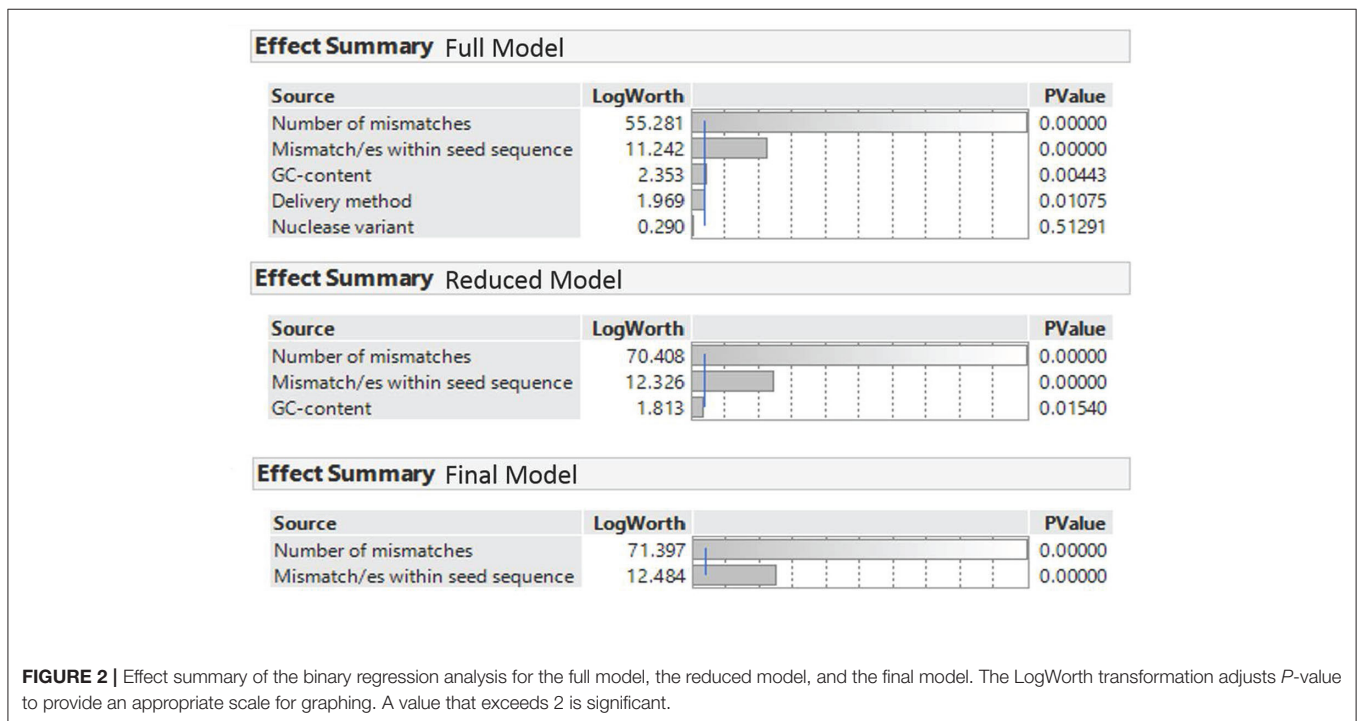 Effect Summary Full Model
Source LogWorth PValue
Number of mismatches 55.281 0.00000
Mismatch/es within seed sequence 11.242 0.00000
GC-content 2.353 0.00443
Delivery method 1.969 0.01075
Nuclease variant 0.290 0.51291
Effect Summary Reduced Model
Source LogWorth PValue
Number of mismatches 70.408 0.00000
Mismatch/es within seed sequence 12.326 0.00000
GC-content 1.813 0.01540
Effect Summary Final Model
Source LogWorth PValue
Number of mismatches 71.397 0.00000
Mismatch/es within seed sequence 12.484 0.00000
FIGURE 2 | Effect summary of the binary regression analysis for the full model, the reduced model, and the final model. The LogWorth transformation adjusts P-value
to provide an appropriate scale for graphing. A value that exceeds 2 is significant.